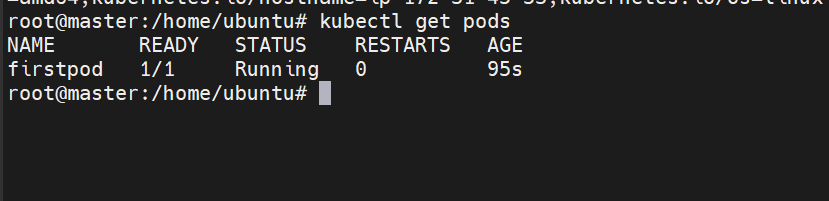 root@master:/home/ubuntu# kubectl get pods
NAME       READY   STATUS    RESTARTS   AGE
firstpod   1/1     Running   0          95s
root@master:/home/ubuntu#